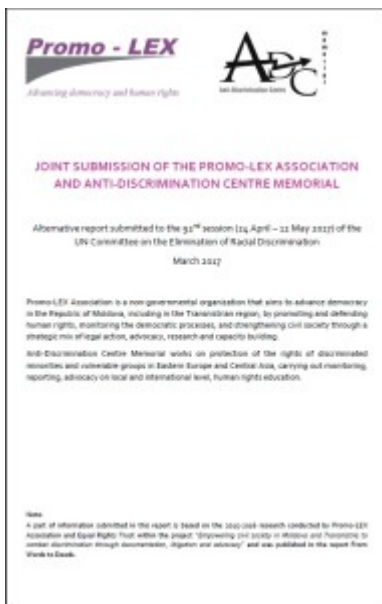 Promo - LEX
Advancing democracy and human rights
ADC
memorial
Anti-Discrimination Centre
JOINT SUBMISSION OF THE PROMO-LEX ASSOCIATION
AND ANTI-DISCRIMINATION CENTRE MEMORIAL
Alternative report submitted to the 92nd session (24 April – 12 May 2017) of the
UN Committee on the Elimination of Racial Discrimination
March 2017
Promo-LEX Association is a non governmental organization that aims to advance democracy
in the Republic of Moldova, including in the Transnistrian region, by promoting and defending
human rights, monitoring the democratic processes, and strengthening civil society through a
strategic mix of legal action, advocacy, research and capacity building.
Anti-Discrimination Centre Memorial works on protection of the rights of discriminated
minorities and vulnerable groups in Eastern Europe and Central Asia, carrying out monitoring,
reporting, advocacy on local and international level, human rights education.
Note:
A part of information submitted in this report is based on the 2015-2016 research conducted by Promo-LEX
Association and Equal Rights Trust within the project "Empowering civil society in Moldova and Transnistria to
combat discrimination through documentation, litigation and advocacy" and was published in the report From
Words to Deeds.